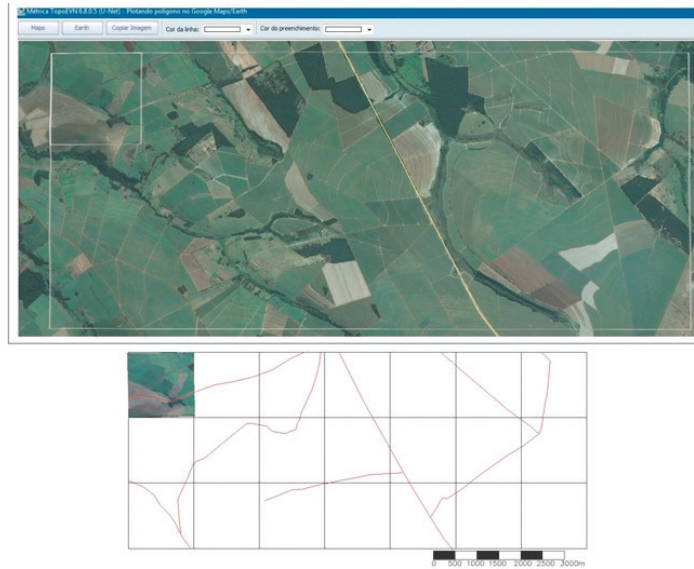 Métrica TopoEVN 6.8.0.5 (U-Net) - Plotando polígono no Google Maps/Earth
Maps Earth Copiar Imagem Cor da linha: Cor do preenchimento:
0 500 1000 1500 2000 2500 3000m